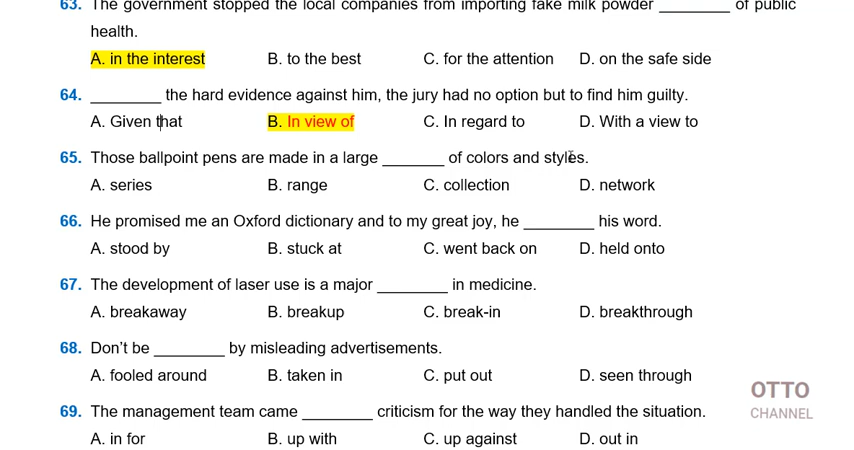 63. The government stopped the local companies from importing fake milk powder ________ of public
health.
A. in the interest B. to the best C. for the attention D. on the safe side
64. ________ the hard evidence against him, the jury had no option but to find him guilty.
A. Given that B. In view of C. In regard to D. With a view to
65. Those ballpoint pens are made in a large _______ of colors and styles.
A. series B. range C. collection D. network
66. He promised me an Oxford dictionary and to my great joy, he ________ his word.
A. stood by B. stuck at C. went back on D. held onto
67. The development of laser use is a major ________ in medicine.
A. breakaway B. breakup C. break-in D. breakthrough
68. Don't be ________ by misleading advertisements.
A. fooled around B. taken in C. put out D. seen through
69. The management team came ________ criticism for the way they handled the situation.
A. in for B. up with C. up against D. out in
OTTO
CHANNEL